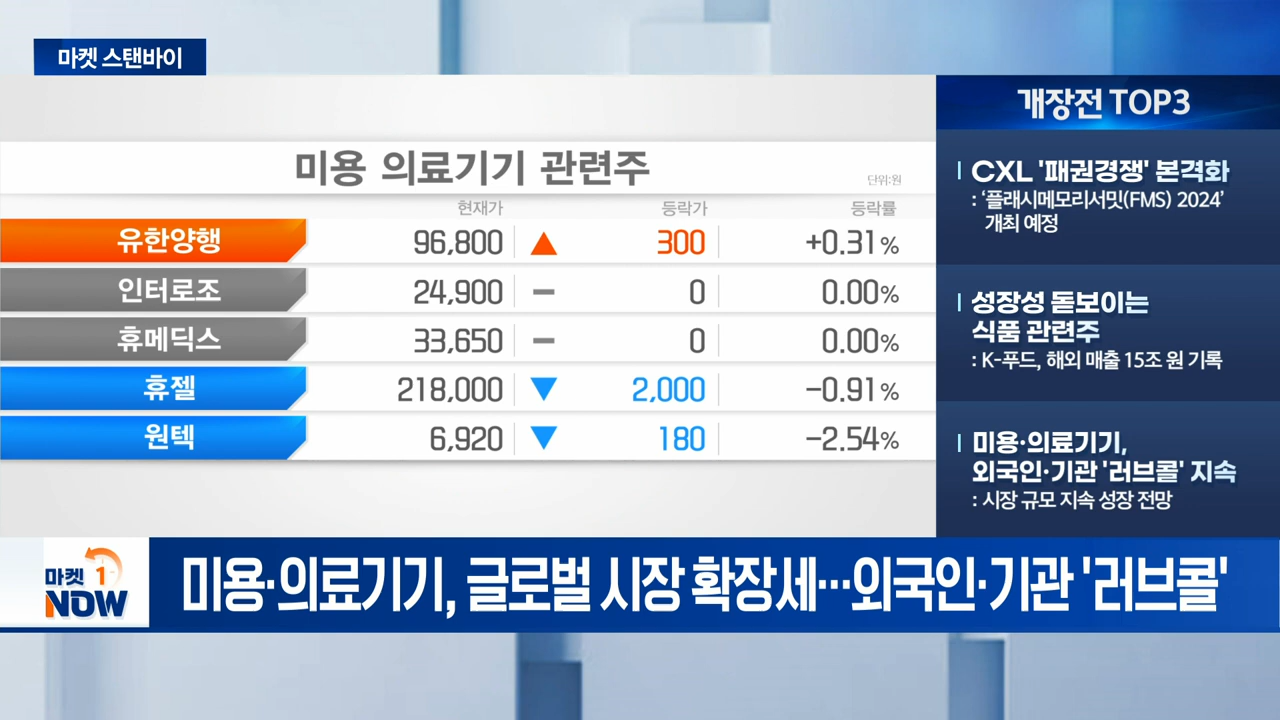 마켓 스탠바이
미용 의료기기 관련주
단위:원
현재가 등락가 등락률
유한양행 96,800 ▲ 300 +0.31%
인터로조 24,900 － 0 0.00%
휴메딕스 33,650 － 0 0.00%
휴젤 218,000 ▼ 2,000 -0.91%
원텍 6,920 ▼ 180 -2.54%
개장전 TOP3
CXL '패권경쟁' 본격화
: ‘플래시메모리서밋(FMS) 2024’
개최 예정
성장성 돋보이는
식품 관련주
: K-푸드, 해외 매출 15조 원 기록
미용·의료기기,
외국인·기관 '러브콜' 지속
: 시장 규모 지속 성장 전망
마켓 1
NOW
미용·의료기기, 글로벌 시장 확장세…외국인·기관 '러브콜'